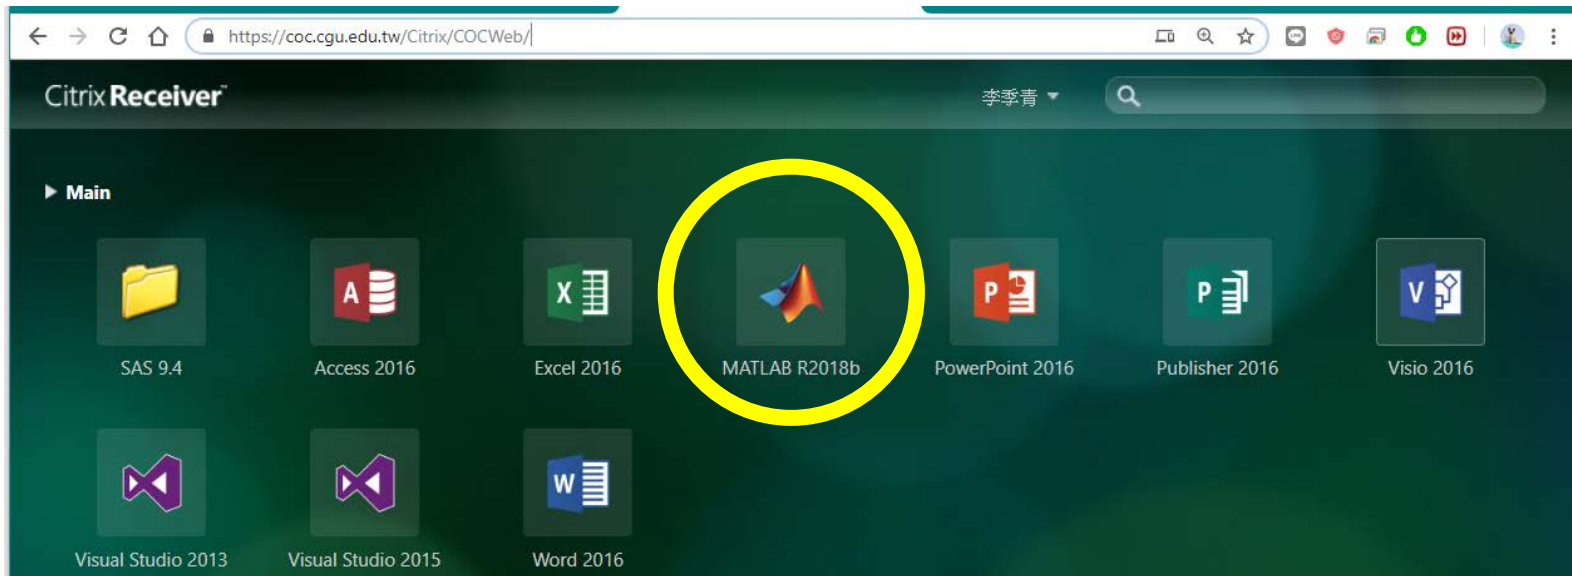 https://coc.cgu.edu.tw/Citrix/COCWeb/
Citrix Receiver™
李季青
Main
A
X
P
P
V
SAS 9.4
Access 2016
Excel 2016
MATLAB R2018b
PowerPoint 2016
Publisher 2016
Visio 2016
W
Visual Studio 2013
Visual Studio 2015
Word 2016